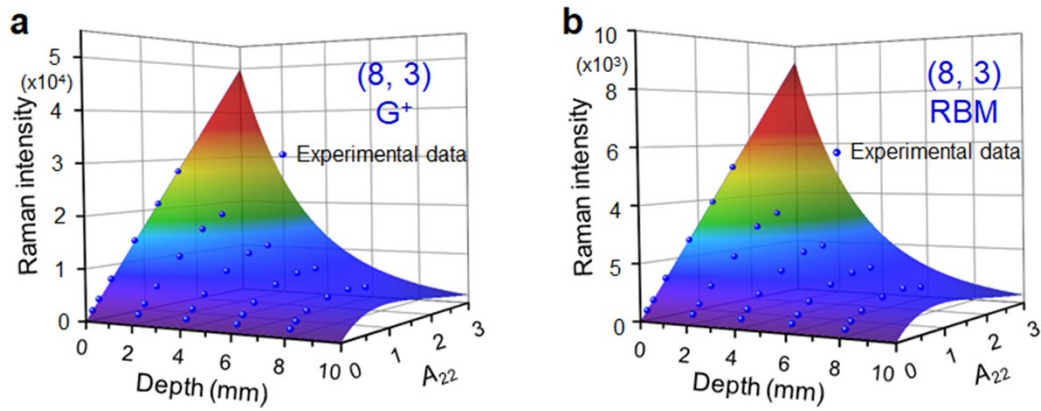 a
5
(x10⁴)
4
3
2
1
0
Raman intensity
(8, 3)
G⁺
Experimental data
0 2 4 6 8 10
Depth (mm)
0 1 2 3
A₂₂
b
10
(x10³)
8
6
4
5
0
Raman intensity
(8, 3)
RBM
Experimental data
0 2 4 6 8 10
Depth (mm)
0 1 2 3
A₂₂